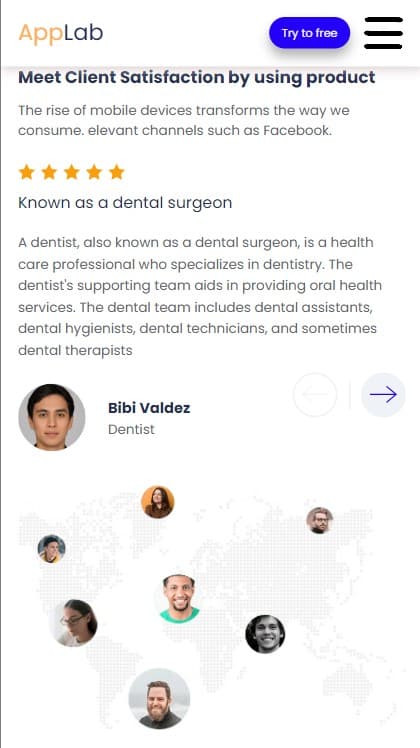 AppLab
Try to free
Meet Client Satisfaction by using product
The rise of mobile devices transforms the way we
consume. elevant channels such as Facebook.
Known as a dental surgeon
A dentist, also known as a dental surgeon, is a health
care professional who specializes in dentistry. The
dentist's supporting team aids in providing oral health
services. The dental team includes dental assistants,
dental hygienists, dental technicians, and sometimes
dental therapists
Bibi Valdez
Dentist